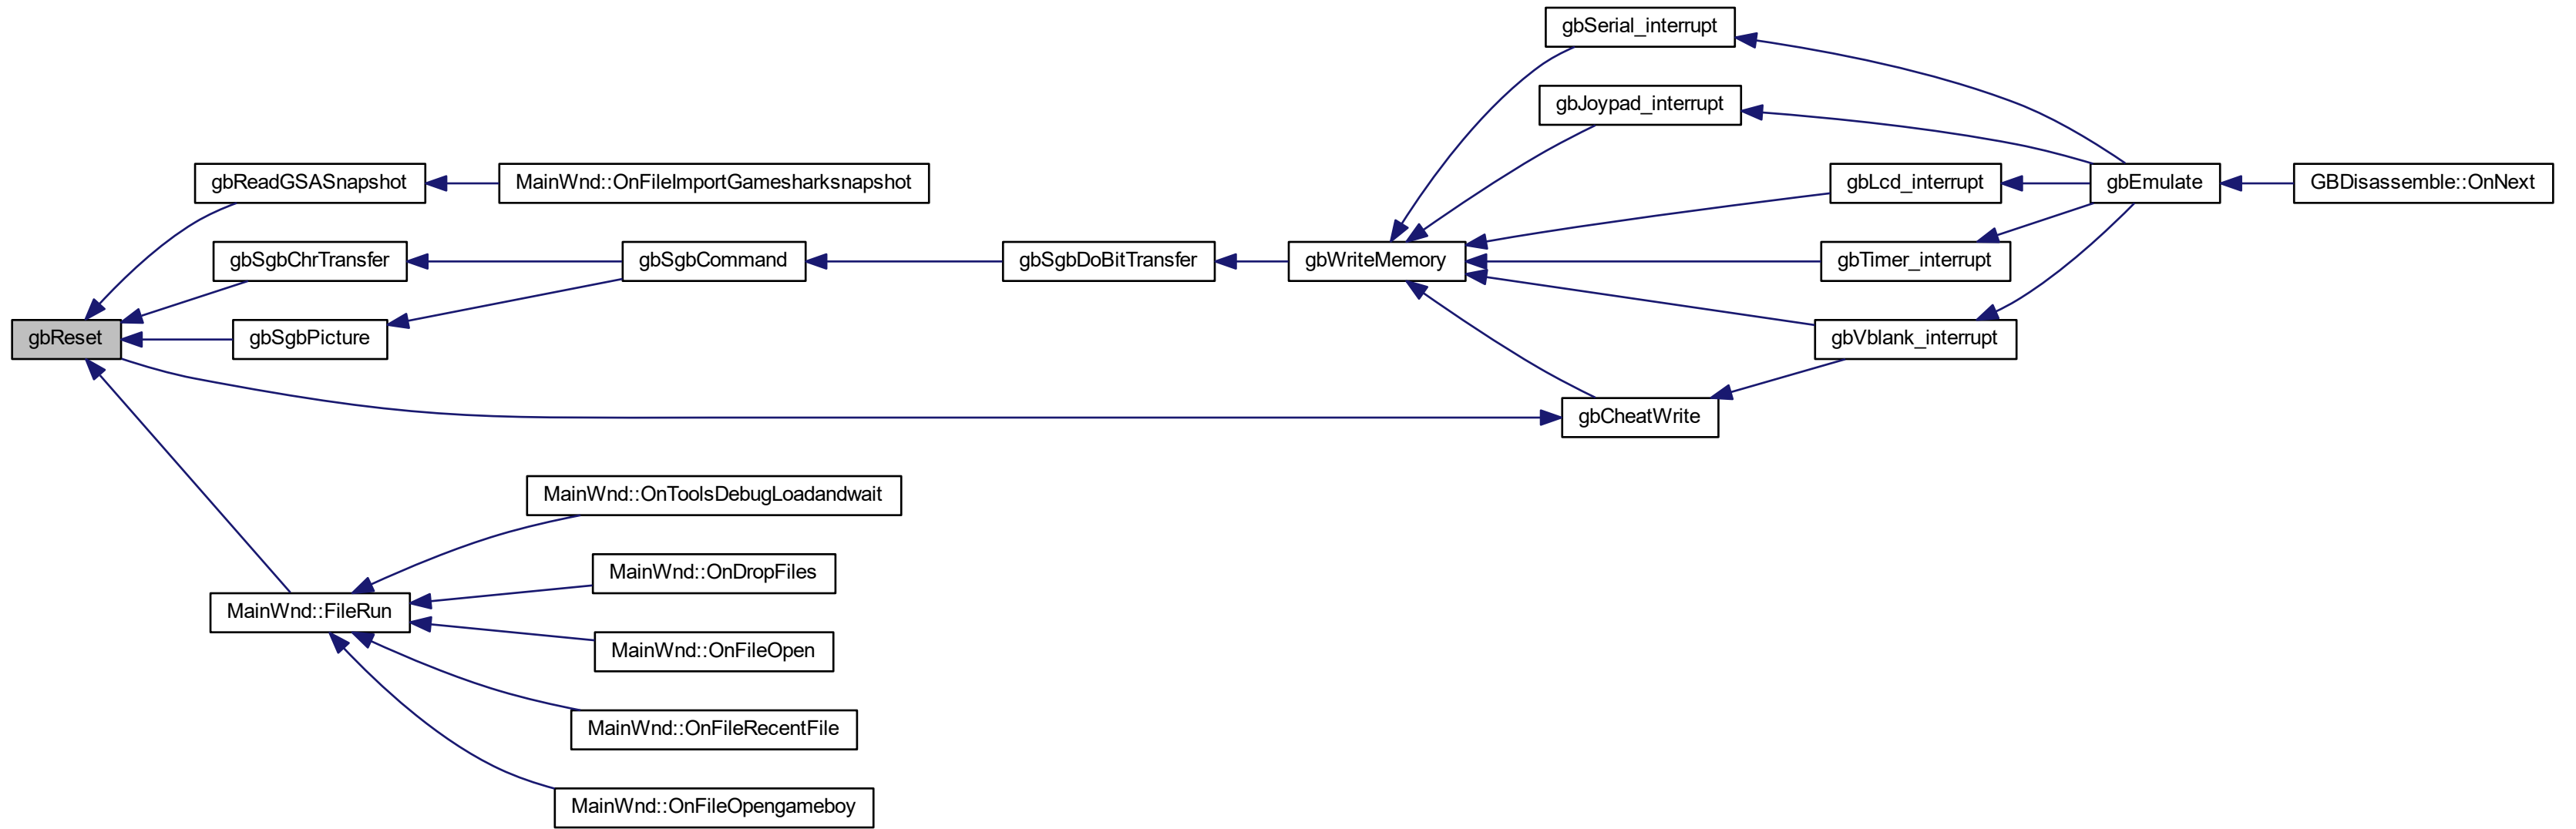 gbSerial_interrupt
gbJoypad_interrupt
gbReadGSASnapshot
MainWnd::OnFileImportGamesharksnapshot
gbLcd_interrupt
gbEmulate
GBDisassemble::OnNext
gbSgbChrTransfer
gbSgbCommand
gbSgbDoBitTransfer
gbWriteMemory
gbTimer_interrupt
gbReset
gbSgbPicture
gbVblank_interrupt
gbCheatWrite
MainWnd::OnToolsDebugLoadandwait
MainWnd::OnDropFiles
MainWnd::FileRun
MainWnd::OnFileOpen
MainWnd::OnFileRecentFile
MainWnd::OnFileOpengameboy